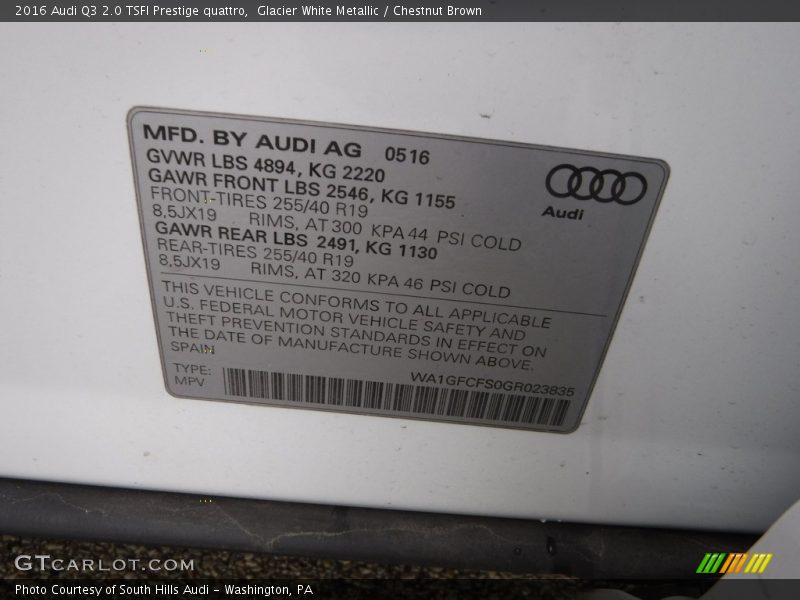 2016 Audi Q3 2.0 TSFI Prestige quattro,  Glacier White Metallic / Chestnut Brown
MFD. BY AUDI AG 0516
GVWR LBS 4894, KG 2220
GAWR FRONT LBS 2546, KG 1155
FRONT-TIRES 255/40 R19
8,5JX19 RIMS, AT 300 KPA 44 PSI COLD
GAWR REAR LBS 2491, KG 1130
REAR-TIRES 255/40 R19
8,5JX19 RIMS, AT 320 KPA 46 PSI COLD
Audi
THIS VEHICLE CONFORMS TO ALL APPLICABLE
U.S. FEDERAL MOTOR VEHICLE SAFETY AND
THEFT PREVENTION STANDARDS IN EFFECT ON
THE DATE OF MANUFACTURE SHOWN ABOVE.
SPAIN
TYPE: WA1GFCFS0GR023835
MPV
GTCARLOT.COM
Photo Courtesy of South Hills Audi - Washington, PA